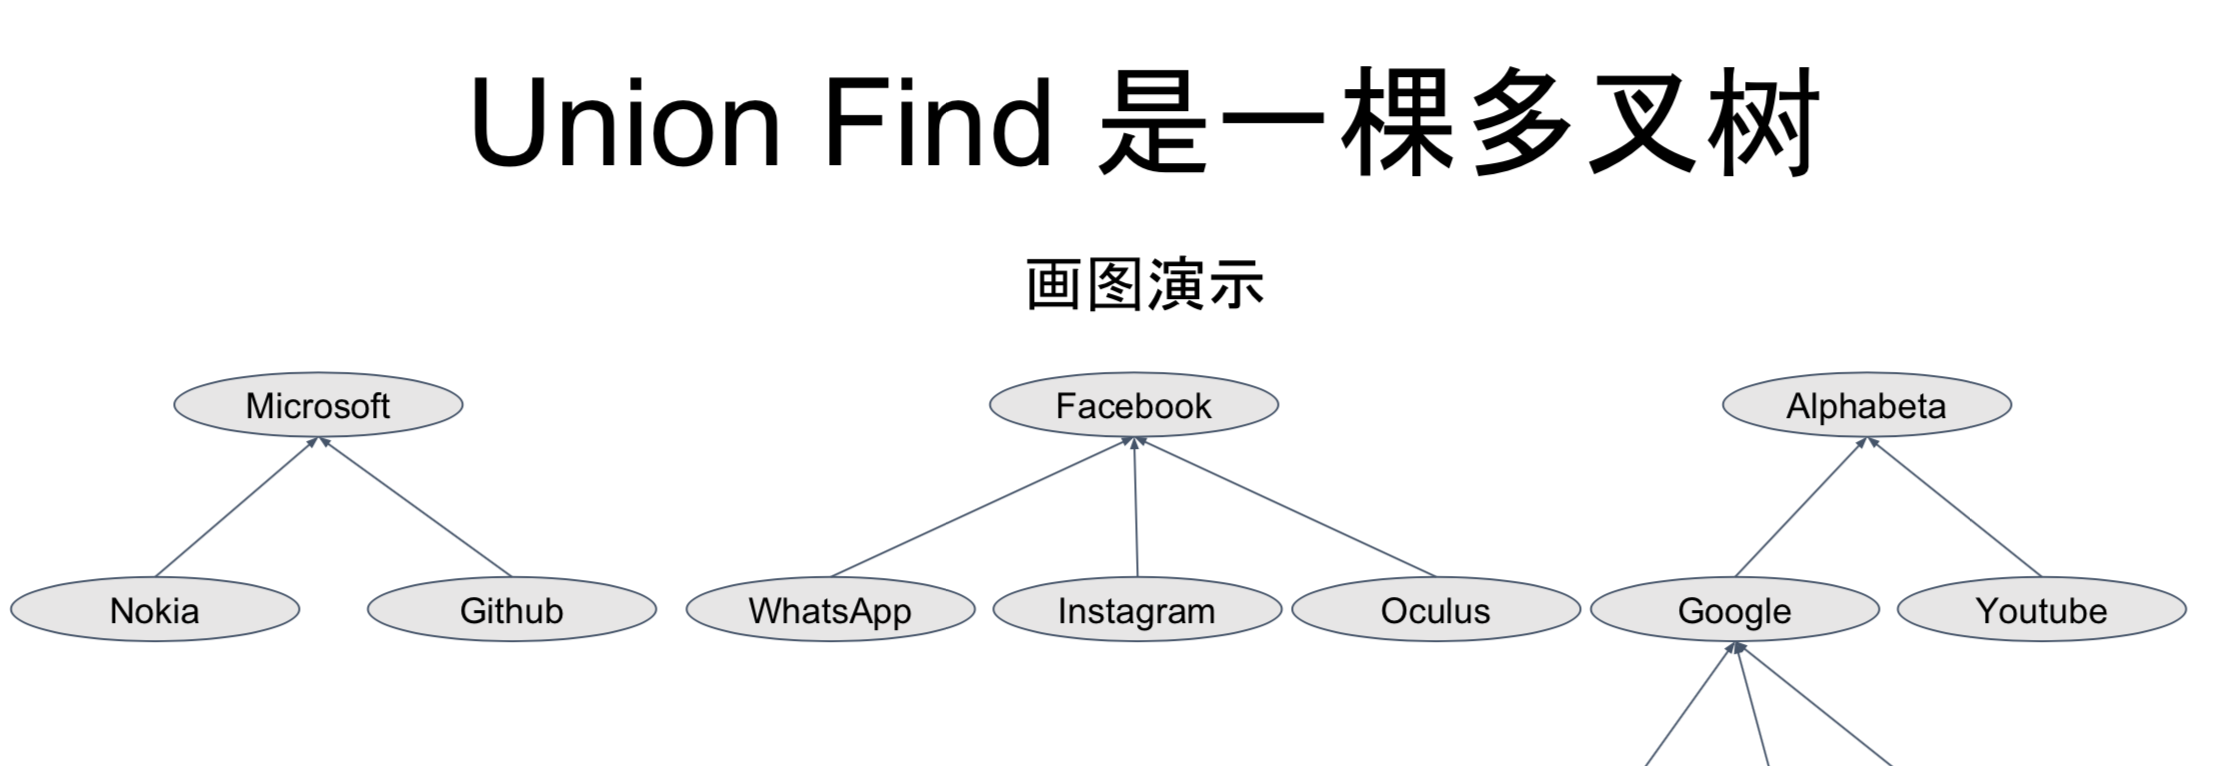 Union Find 是一棵多叉树
画图演示
Microsoft Facebook Alphabeta
Nokia Github WhatsApp Instagram Oculus Google Youtube